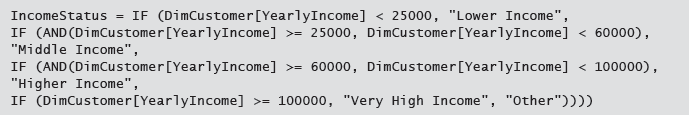 IncomeStatus = IF (DimCustomer[YearlyIncome] < 25000, "Lower Income",
IF (AND(DimCustomer[YearlyIncome] >= 25000, DimCustomer[YearlyIncome] < 60000),
"Middle Income",
IF (AND(DimCustomer[YearlyIncome] >= 60000, DimCustomer[YearlyIncome] < 100000),
"Higher Income",
IF (DimCustomer[YearlyIncome] >= 100000, "Very High Income", "Other"))))